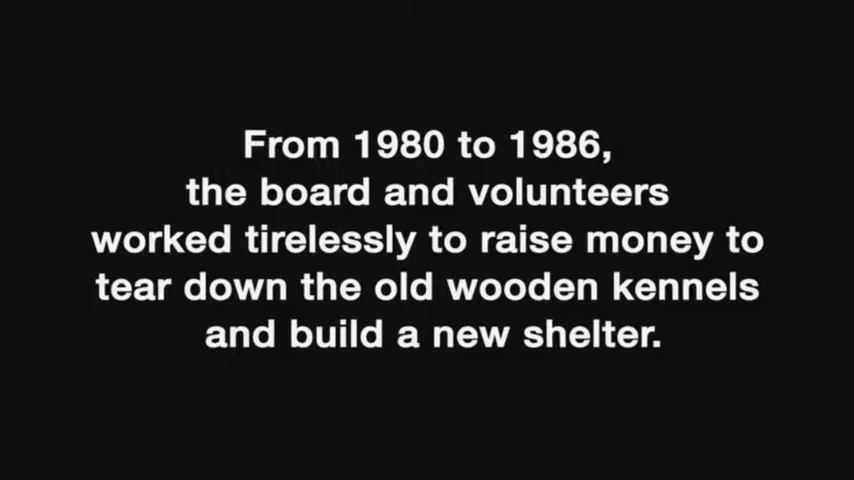 From 1980 to 1986,
the board and volunteers
worked tirelessly to raise money to
tear down the old wooden kennels
and build a new shelter.